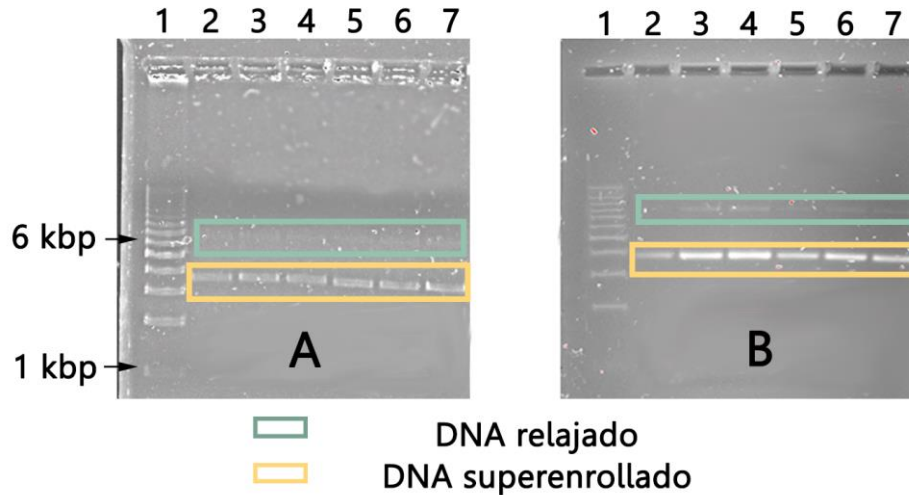 1 2 3 4 5 6 7
1 2 3 4 5 6 7
6 kbp
1 kbp
A
B
DNA relajado
DNA superenrollado